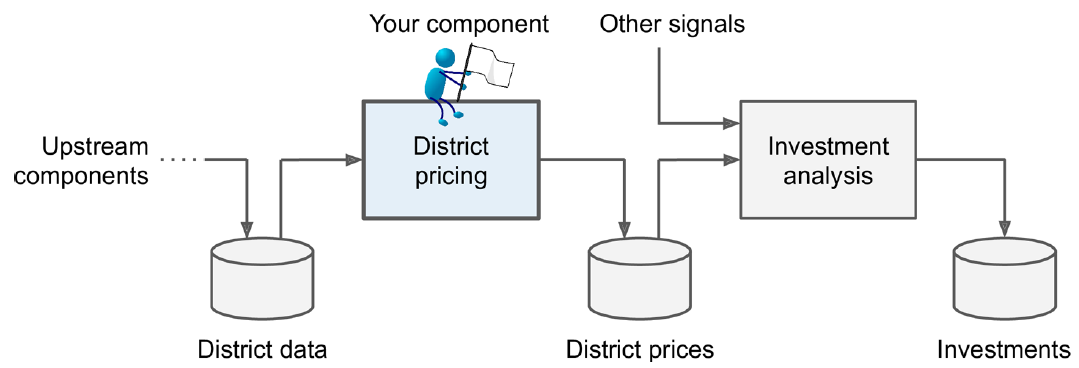 Your component
Other signals
Upstream
components
District
pricing
Investment
analysis
District data
District prices
Investments